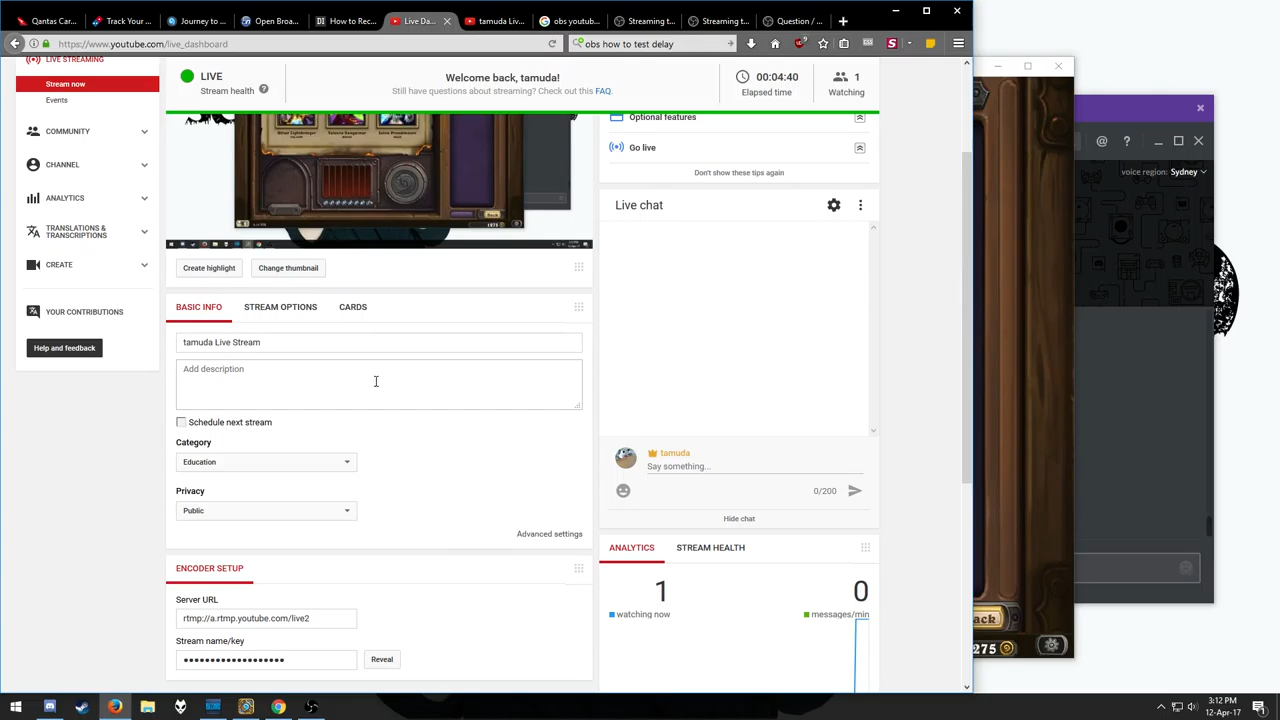 Qantas Car...
Track Your ...
Journey to ...
Open Broa...
How to Rec...
Live Da...
tamuda Liv...
obs youtub...
Streaming t...
Streaming t...
Question / ...
https://www.youtube.com/live_dashboard
obs how to test delay
LIVE STREAMING
Stream now
Events
COMMUNITY
CHANNEL
ANALYTICS
TRANSLATIONS &
TRANSCRIPTIONS
CREATE
YOUR CONTRIBUTIONS
Help and feedback
LIVE
Stream health
Welcome back, tamuda!
Still have questions about streaming? Check out this FAQ.
00:04:40
Elapsed time
1
Watching
Create highlight
Change thumbnail
BASIC INFO
STREAM OPTIONS
CARDS
tamuda Live Stream
Add description
Schedule next stream
Category
Education
Privacy
Public
Advanced settings
ENCODER SETUP
Server URL
rtmp://a.rtmp.youtube.com/live2
Stream name/key
Reveal
Optional features
Go live
Don't show these tips again
Live chat
tamuda
Say something...
0/200
Hide chat
ANALYTICS
STREAM HEALTH
1
watching now
0
messages/min
voice region: Sydney
ack
275
3:12 PM
12-Apr-17